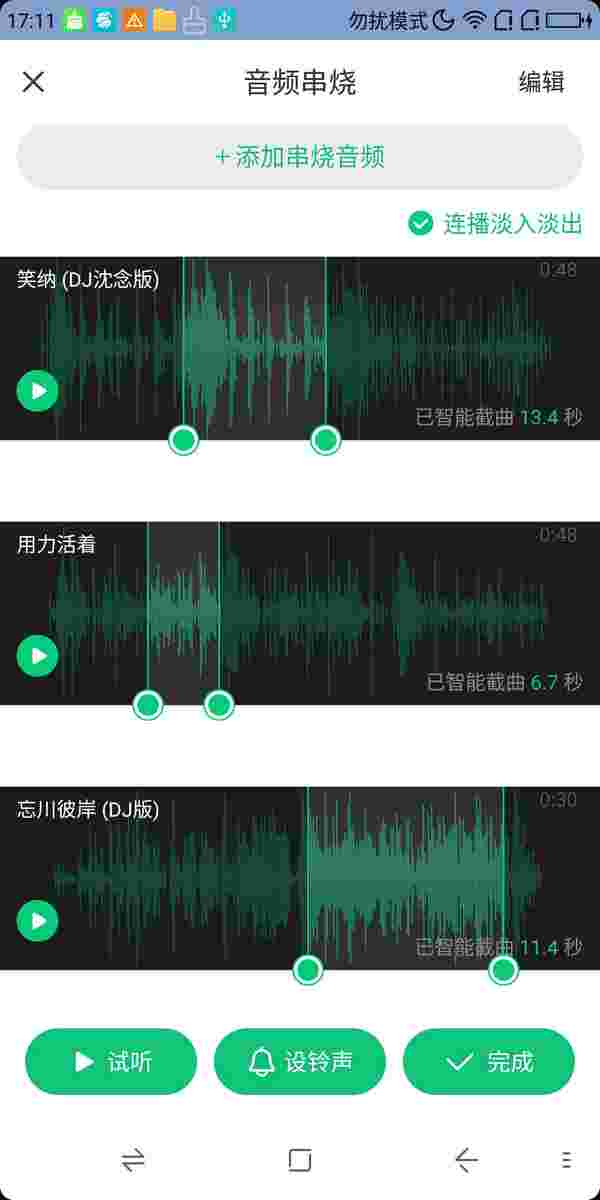 17:11
勿扰模式
音频串烧
编辑
+添加串烧音频
连播淡入淡出
笑纳 (DJ沈念版)
0:48
已智能截曲 13.4 秒
用力活着
0:48
已智能截曲 6.7 秒
忘川彼岸 (DJ版)
0:30
已智能截曲 11.4 秒
试听
设铃声
完成